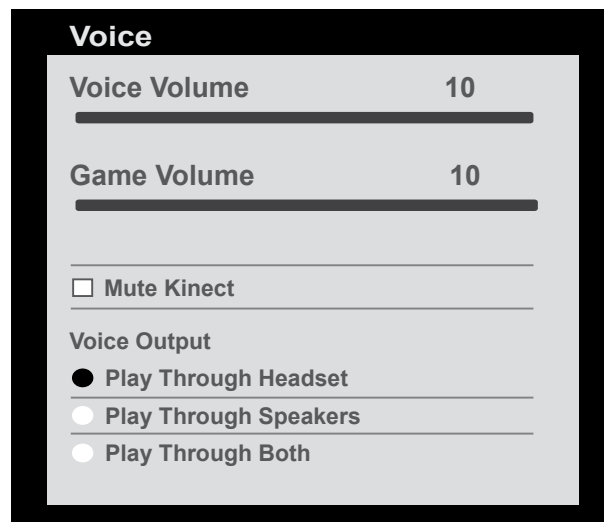 Voice
Voice Volume 10
Game Volume 10
Mute Kinect
Voice Output
Play Through Headset
Play Through Speakers
Play Through Both